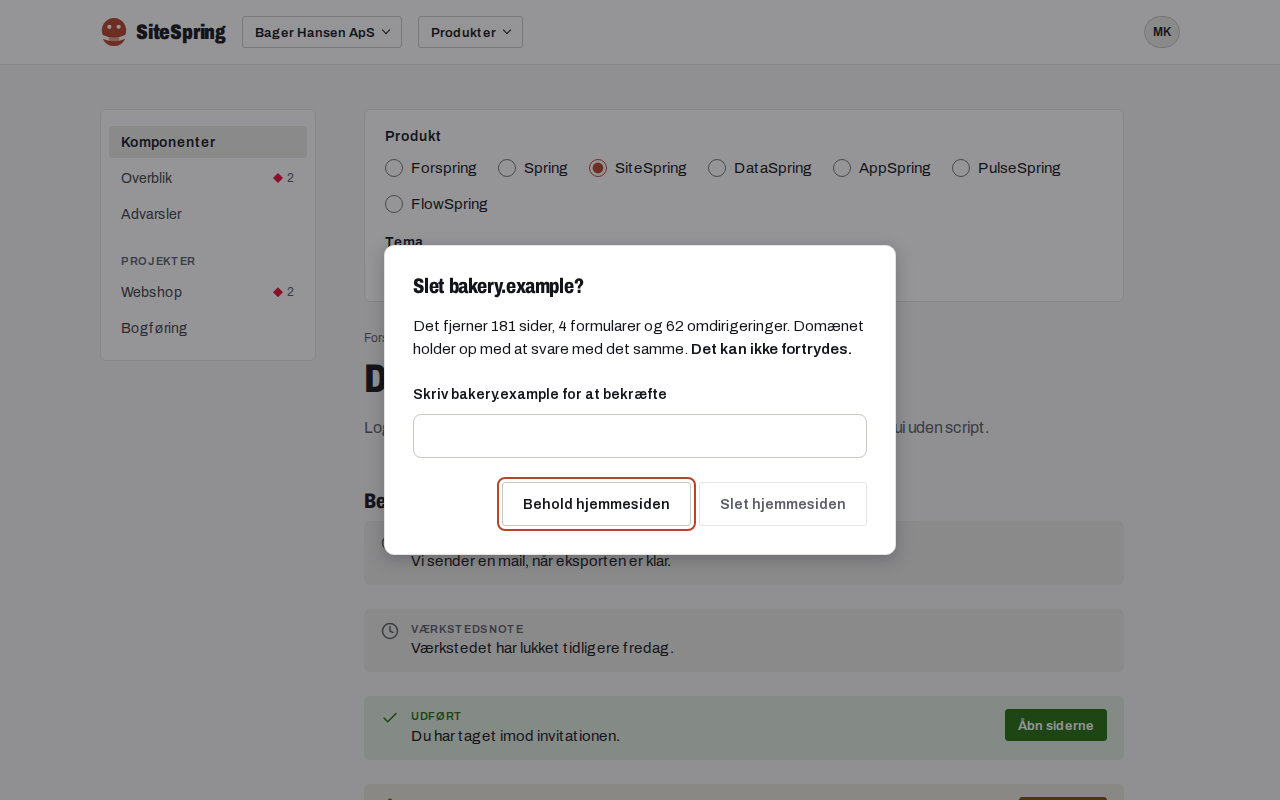 SiteSpring
Bager Hansen ApS
Produkter
MK
Komponenter
Overblik
2
Advarsler
PROJEKTER
Webshop
2
Bogføring
Produkt
Forspring
Spring
SiteSpring
DataSpring
AppSpring
PulseSpring
FlowSpring
Tema
Slet bakery.example?
Det fjerner 181 sider, 4 formularer og 62 omdirigeringer. Domænet
holder op med at svare med det samme. Det kan ikke fortrydes.
Skriv bakery.example for at bekræfte
Behold hjemmesiden
Slet hjemmesiden
uden script.
Vi sender en mail, når eksporten er klar.
VÆRKSTEDSNOTE
Værkstedet har lukket tidligere fredag.
UDFØRT
Du har taget imod invitationen.
Åbn siderne